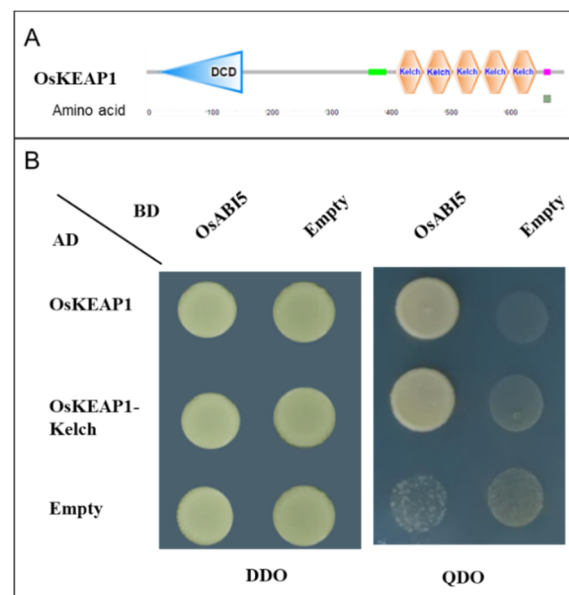 A
DCD
Kelch Kelch Kelch Kelch Kelch
OsKEAP1
Amino acid
0 100 200 300 400 500 600
B
BD
OsABI5 Empty OsABI5 Empty
AD
OsKEAP1
OsKEAP1-
Kelch
Empty
DDO QDO